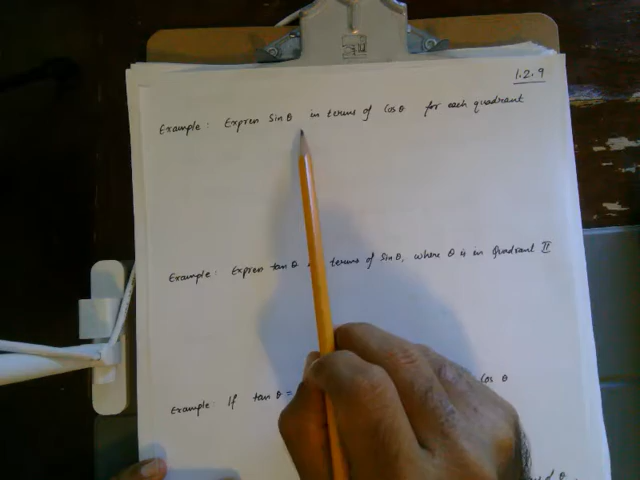 1.2.9
Example: Express Sin θ in terms of Cos θ for each quadrant
Example: Express tan θ terms of Sin θ, where θ is in Quadrant II
Example: If tan θ = Cos θ